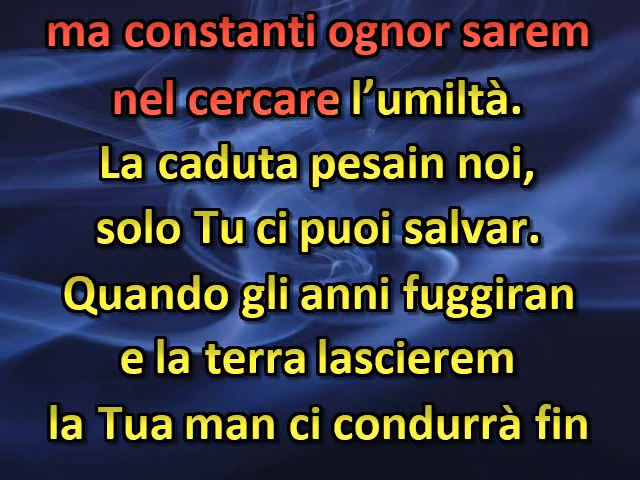 ma constanti ognor sarem
nel cercare l’umiltà.
La caduta pesain noi,
solo Tu ci puoi salvar.
Quando gli anni fuggiran
e la terra lascierem
la Tua man ci condurrà fin